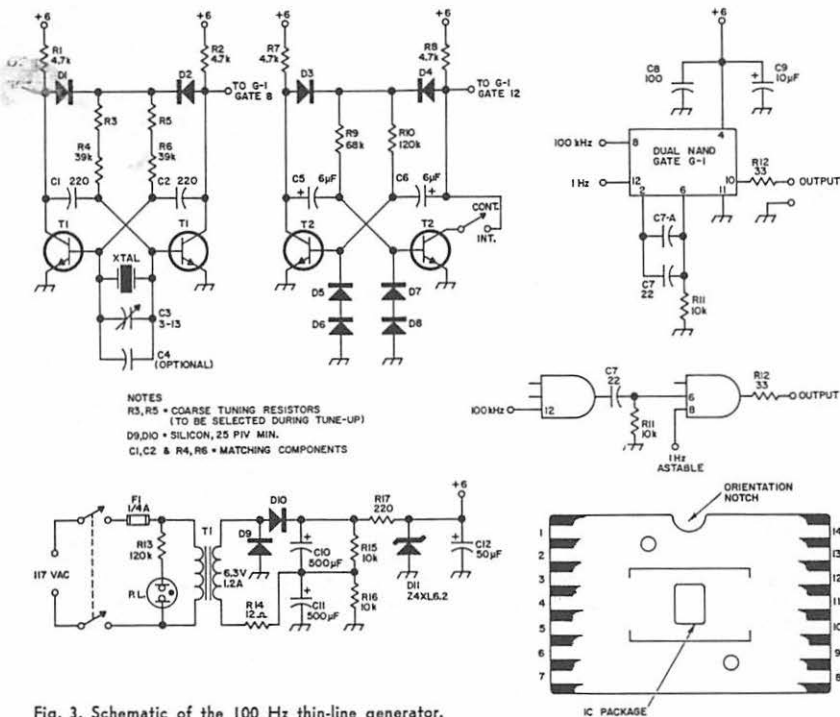 +6
R1
4.7k
D1
R3
R4
39k
C1 220
T1
+6
R2
4.7k
D2
TO G-1
GATE 8
R5
R6
39k
C2 220
T1
XTAL
C3
3-13
C4
(OPTIONAL)
+6
R7
4.7k
D3
R9
68k
C5
6µF
+
T2
D5
D6
+6
R8
4.7k
D4
TO G-1
GATE 12
R10
120k
C6
6µF
+
T2
CONT.
INT.
D7
D8
+6
C8
100
C9
10µF
+
100 kHz
1 Hz
8
12
4
DUAL NAND
GATE G-1
2
6
10
11
R12
33
OUTPUT
C7-A
C7
22
R11
10k
NOTES
R3, R5 = COARSE TUNING RESISTORS
(TO BE SELECTED DURING TUNE-UP)
D9, D10 = SILICON, 25 PIV MIN.
C1, C2 & R4, R6 = MATCHING COMPONENTS
100kHz
12
C7
22
R11
10k
6
8
1 Hz
ASTABLE
R12
33
OUTPUT
117 VAC
F1
1/4A
R13
120k
P.L.
T1
6.3V
1.2A
R14
12Ω
D9
D10
+
C10
500µF
+
C11
500µF
R15
10k
R16
10k
R17
220
D11
Z4XL6.2
+6
+
C12
50µF
ORIENTATION
NOTCH
1
2
3
4
5
6
7
14
13
12
11
10
9
8
IC PACKAGE
Fig. 3. Schematic of the 100 Hz thin-line generator.